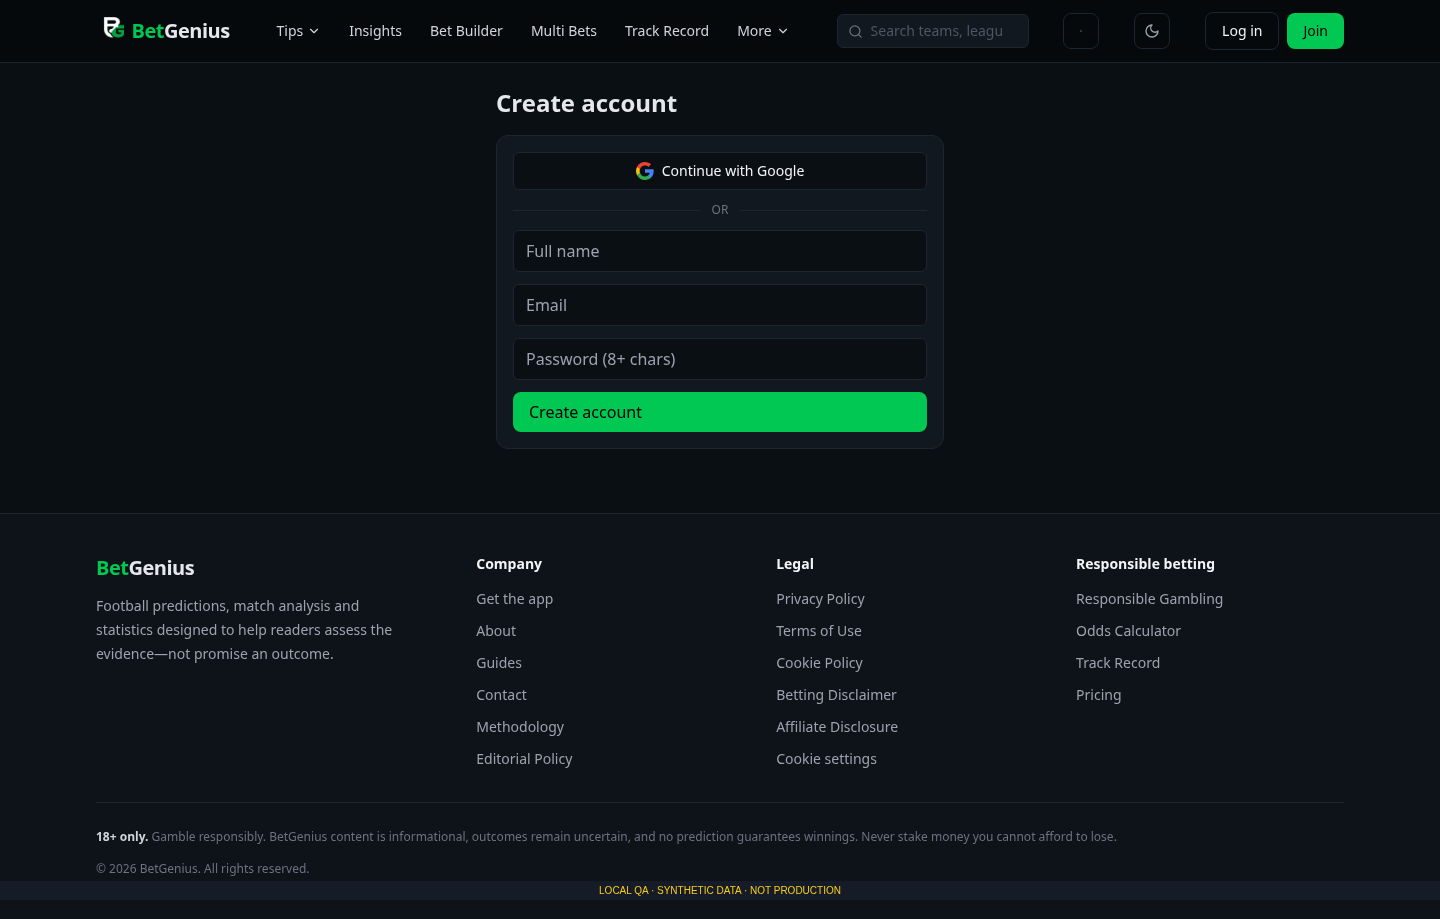 BetGenius
Tips
Insights
Bet Builder
Multi Bets
Track Record
More
Search teams, leagu
Log in
Join
Create account
Continue with Google
OR
Full name
Email
Password (8+ chars)
Create account
BetGenius
Football predictions, match analysis and
statistics designed to help readers assess the
evidence—not promise an outcome.
Company
Get the app
About
Guides
Contact
Methodology
Editorial Policy
Legal
Privacy Policy
Terms of Use
Cookie Policy
Betting Disclaimer
Affiliate Disclosure
Cookie settings
Responsible betting
Responsible Gambling
Odds Calculator
Track Record
Pricing
18+ only. Gamble responsibly. BetGenius content is informational, outcomes remain uncertain, and no prediction guarantees winnings. Never stake money you cannot afford to lose.
© 2026 BetGenius. All rights reserved.
LOCAL QA · SYNTHETIC DATA · NOT PRODUCTION